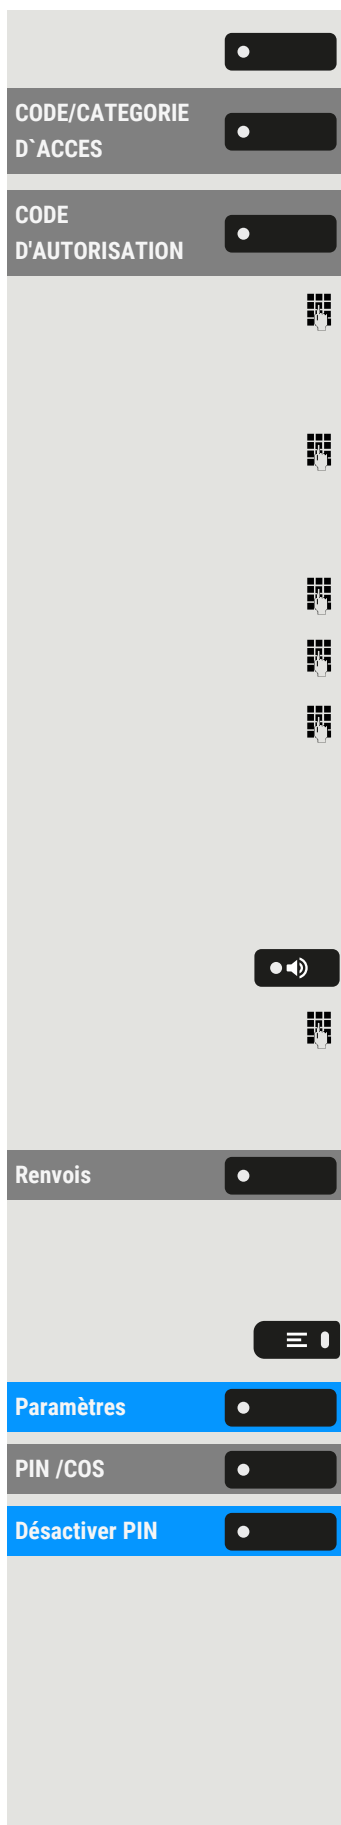 CODE/CATEGORIE
D`ACCES
CODE
D'AUTORISATION
Renvois
Paramètres
PIN /COS
Désactiver PIN